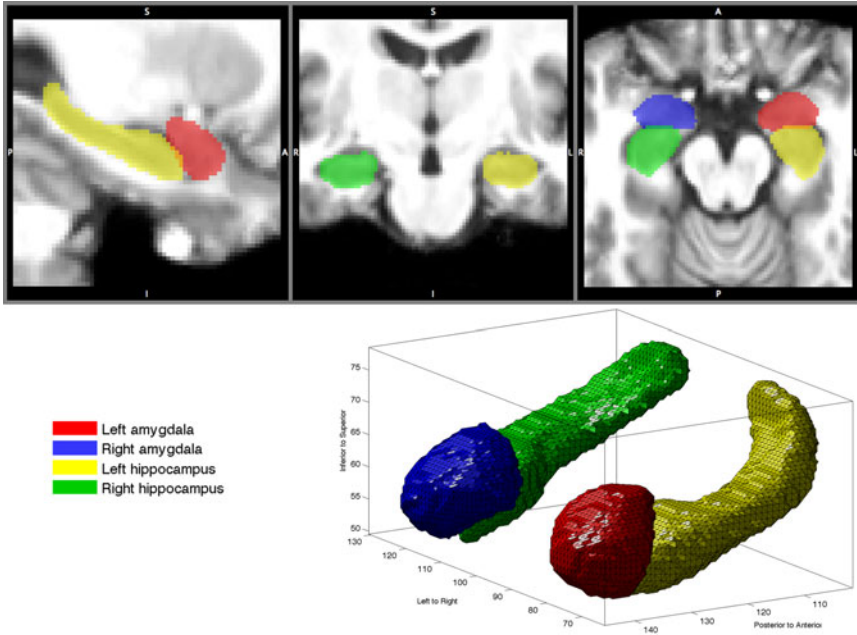 S
S
A
P
A
R
L
R
L
I
I
P
Left amygdala
Right amygdala
Left hippocampus
Right hippocampus
Inferior to Superior
75
70
65
60
55
50
130
120
110
100
90
80
70
Left to Right
140
130
120
110
Posterior to Anterior